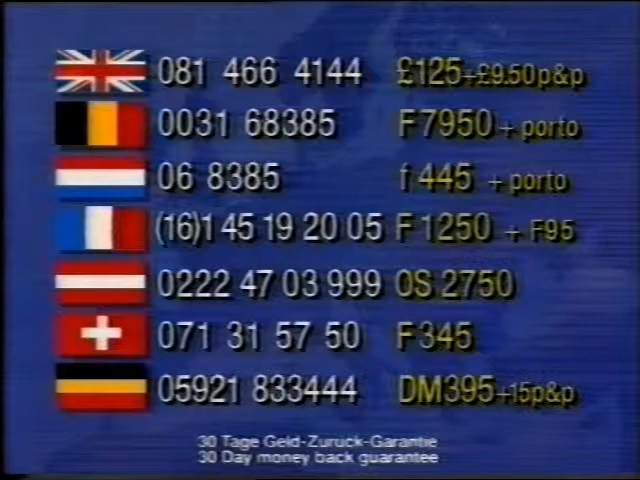 081 466 4144 £125+£9.50p&p
0031 68385 F7950 + porto
06 8385 f 445 + porto
(16)1 45 19 20 05 F1250 + F95
0222 47 03 999 OS 2750
071 31 57 50 F345
05921 833444 DM395+15p&p
30 Tage Geld-Zuruck-Garantie
30 Day money back guarantee